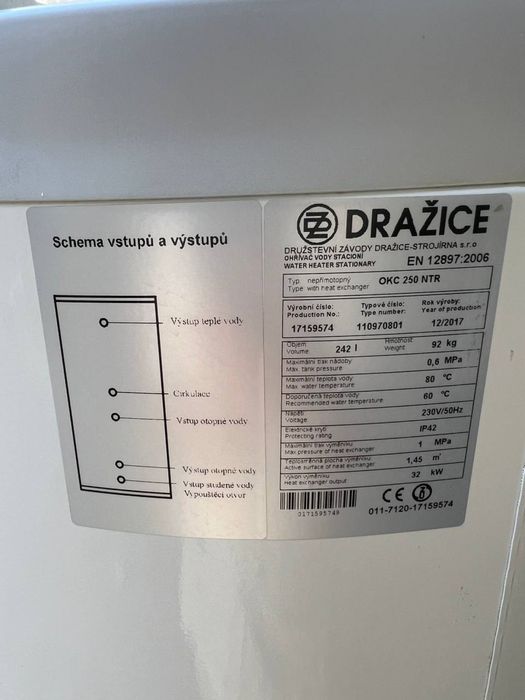 Schema vstupů a výstupů
Výstup teplé vody
Cirkulace
Vstup otopné vody
Výstup otopné vody
Vstup studené vody
Vypouštěcí otvor
DRAŽICE
DRUŽSTEVNÍ ZÁVODY DRAŽICE-STROJÍRNA s.r.o
OHŘÍVAČ VODY STACIONÍ
WATER HEATER STATIONARY EN 12897:2006
Typ nepřímotopný OKC 250 NTR
Type with heat exchanger
Výrobní číslo: Typové číslo: Rok výroby:
Production No.: Type number: Year of production
17159574 110970801 12/2017
Objem Hmotnost
Volume 242 l Weight 92 kg
Maximální tlak nádoby
Max. tank pressure 0,6 MPa
Maximální teplota vody
Max. water temperature 80 °C
Doporučená teplota vody
Recommended water temperature 60 °C
Napětí
Voltage 230V/50Hz
Elektrické krytí
Protecting rating IP42
Maximální tlak výměníku
Max pressure of heat exchanger 1 MPa
Teplosměnná plocha výměníku
Active surface of heat exchanger 1,45 m²
Výkon výměníku
Heat exchanger output 32 kW
CE
0171595749
011-7120-17159574